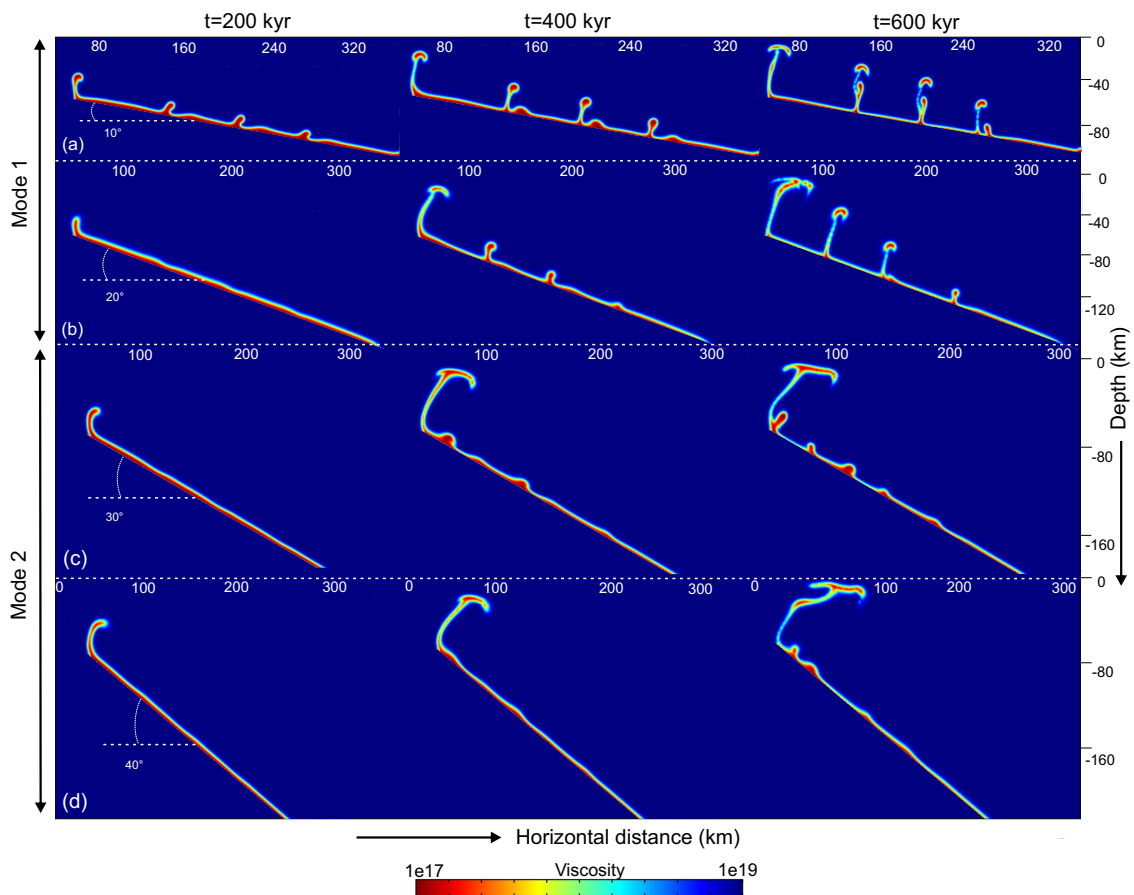 t=200 kyr t=400 kyr t=600 kyr
80 160 240 320 80 160 240 320 80 140 200 260 320 0
-40
10°
-80
(a)
Mode 1
100 200 300 100 200 300 100 200 300 0
-40
-80
20°
-120
(b)
100 200 300 100 200 300 100 200 300 0
-80
30°
Depth (km)
-160
(c)
Mode 2
0 100 200 300 0 100 200 300 0 100 200 300 0
-80
-160
40°
(d)
Horizontal distance (km)
1e17 Viscosity 1e19